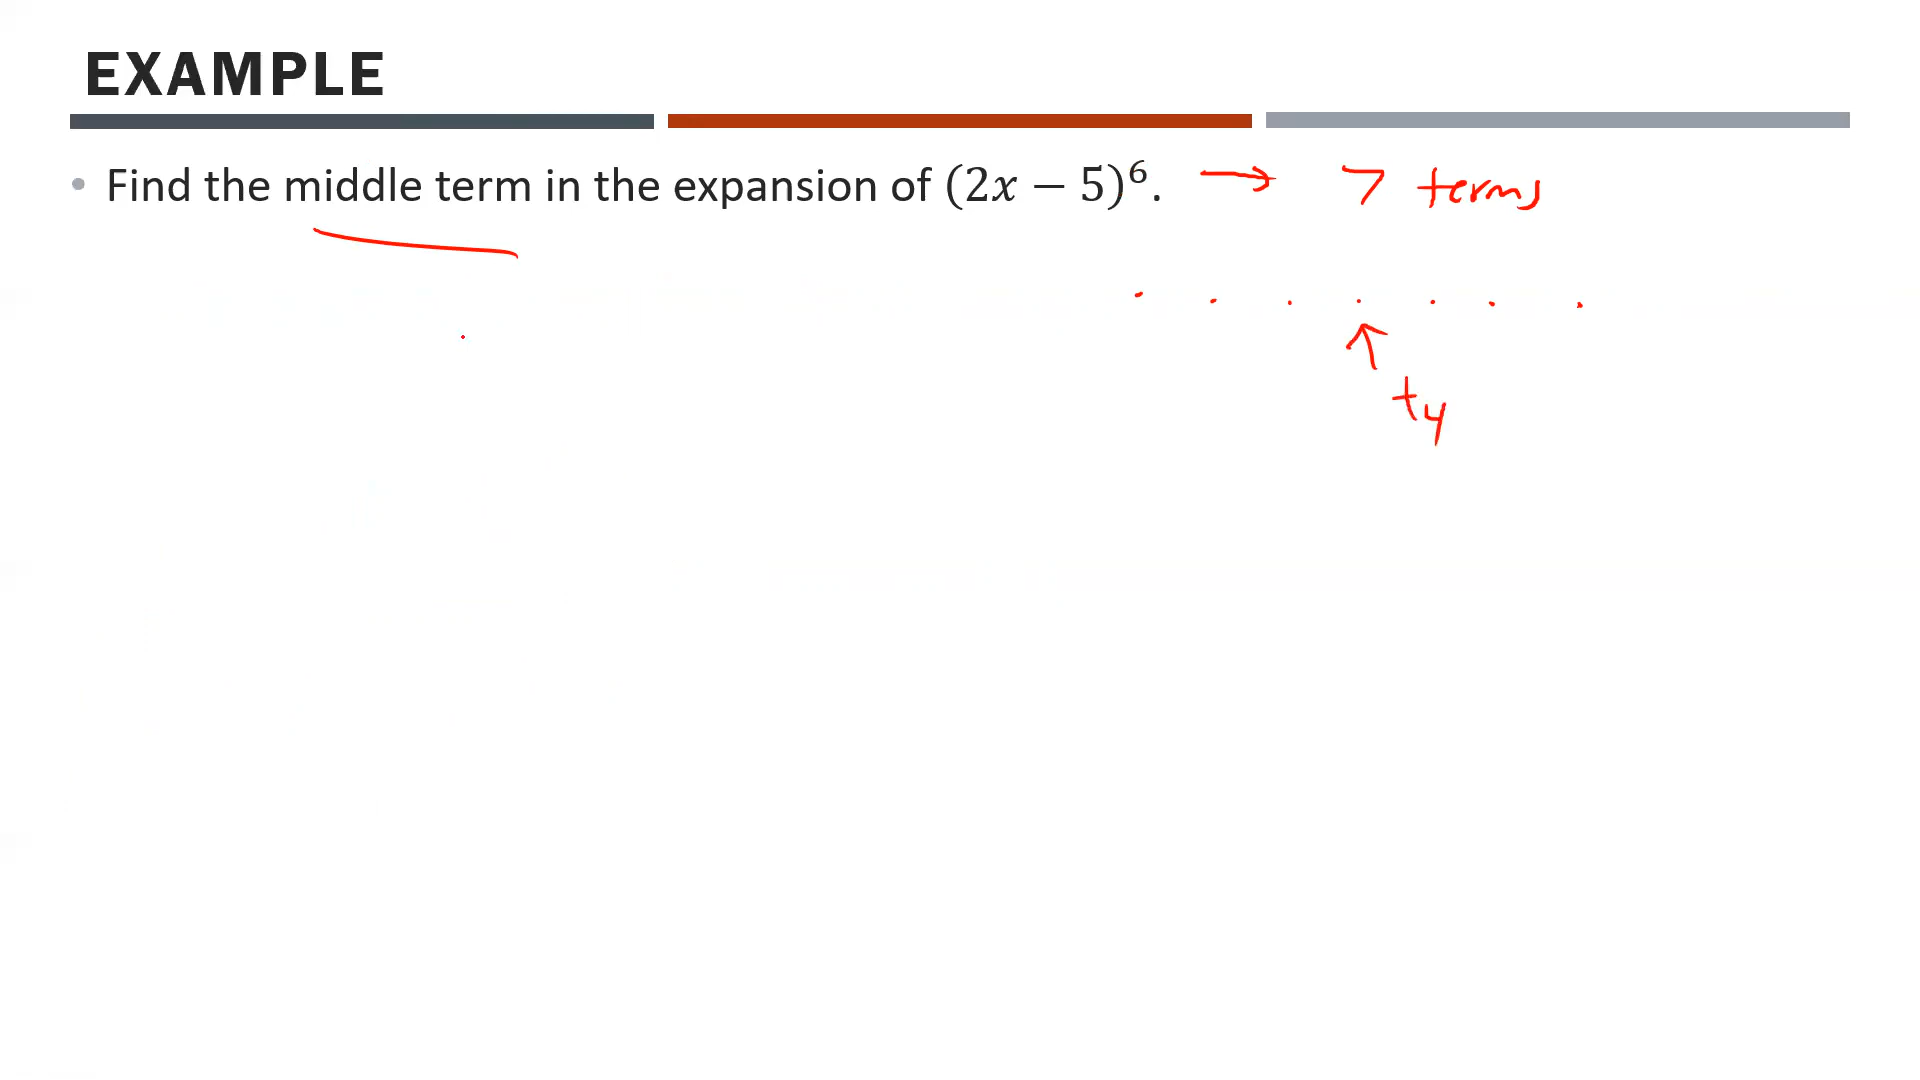 EXAMPLE
• Find the middle term in the expansion of (2x − 5)⁶. → 7 terms
. . . . . . .
↑
t₄